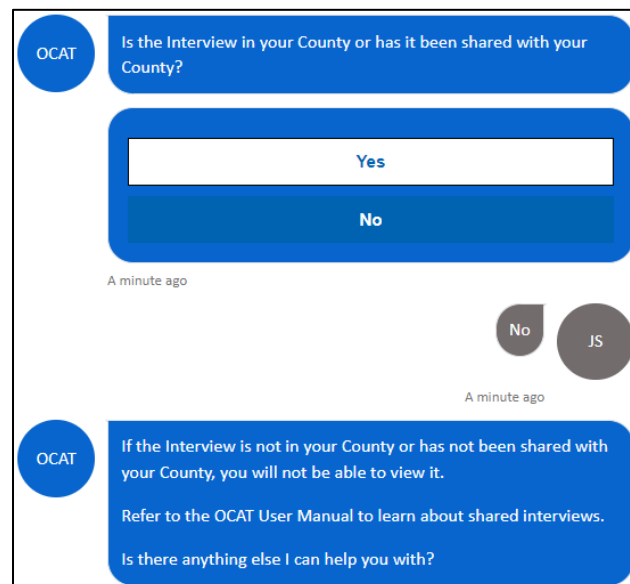 OCAT
Is the Interview in your County or has it been shared with your
County?
Yes
No
A minute ago
No
JS
A minute ago
OCAT
If the Interview is not in your County or has not been shared with
your County, you will not be able to view it.
Refer to the OCAT User Manual to learn about shared interviews.
Is there anything else I can help you with?